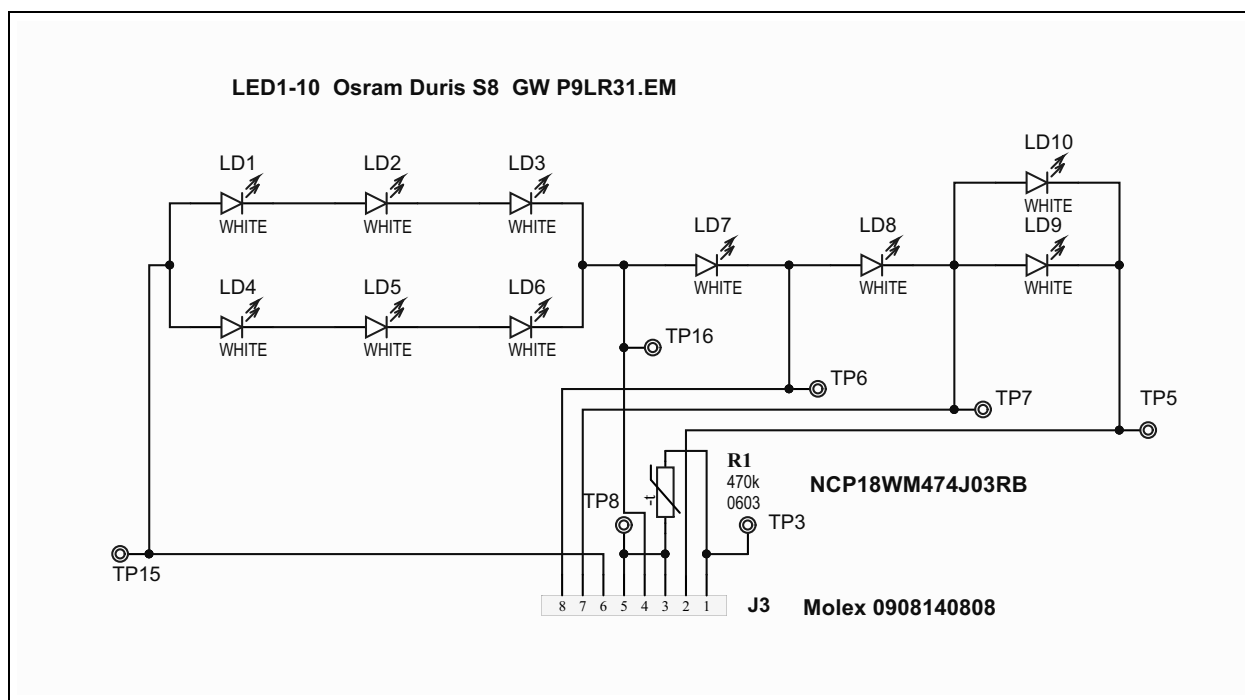 LED1-10 Osram Duris S8 GW P9LR31.EM
LD10
LD1 LD2 LD3
WHITE WHITE WHITE
WHITE
LD7 LD8 LD9
WHITE WHITE WHITE
LD4 LD5 LD6
WHITE WHITE WHITE
TP16
TP6
TP7
TP5
R1
470k
0603
NCP18WM474J03RB
-t
TP8
TP3
TP15
8 7 6 5 4 3 2 1
J3 Molex 0908140808